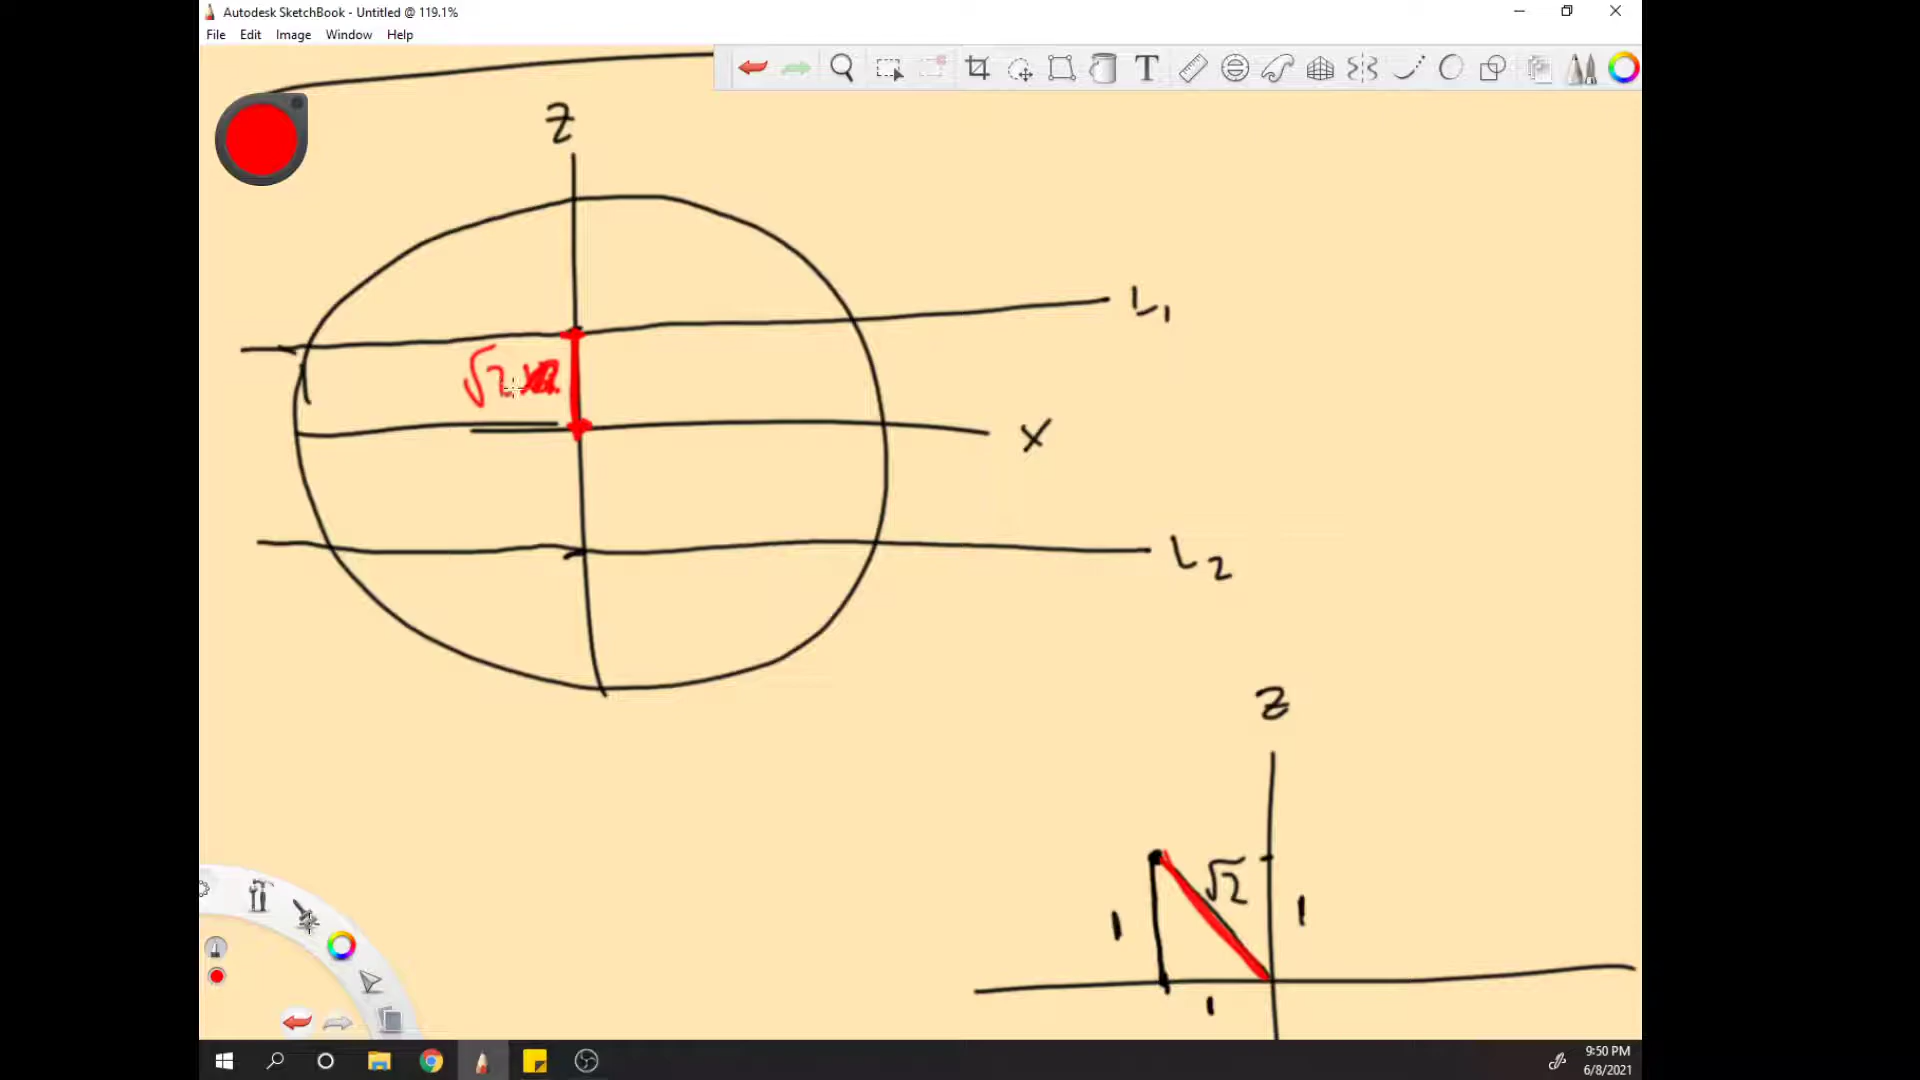 Autodesk SketchBook - Untitled @ 119.1%
File Edit Image Window Help
T
Z
L₁
√2
X
L₂
Z
√2
1
1
1
9:50 PM
6/8/2021